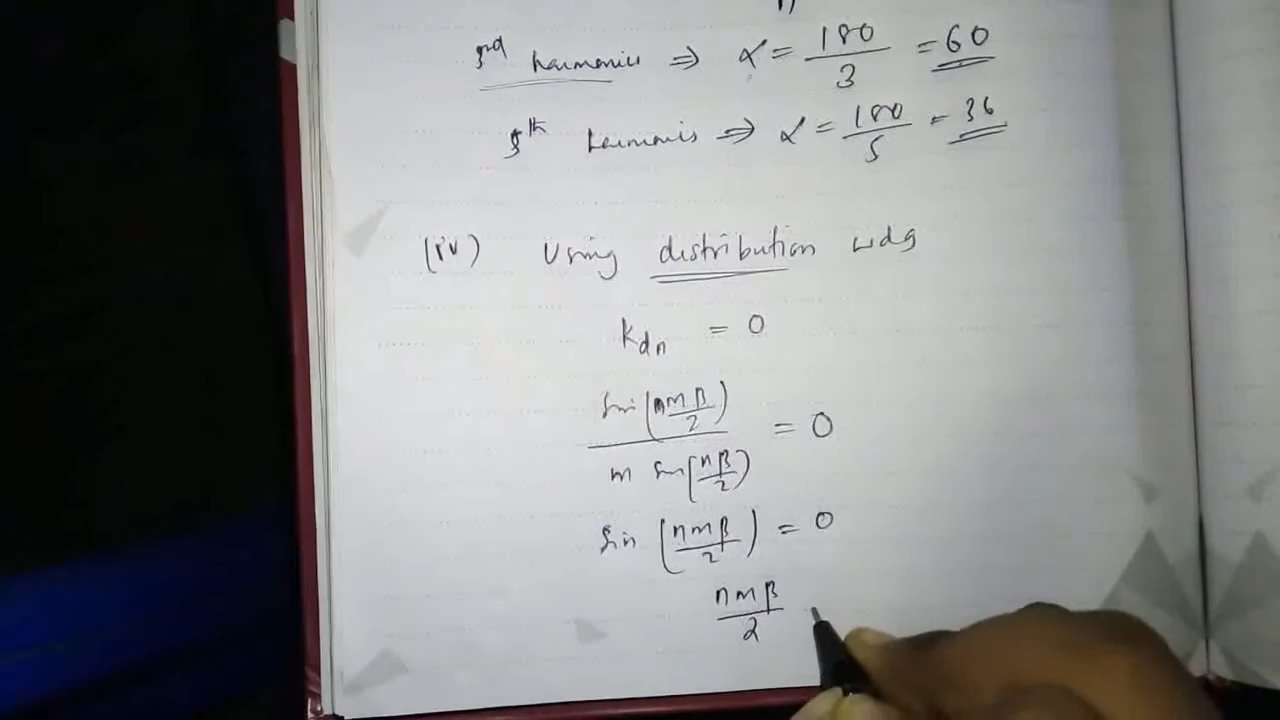 3rd harmonics ⇒ α = 180/3 = 60
5th harmonics ⇒ α = 180/5 = 36
(iv) Using distribution wdg
Kdn = 0
sin(nmβ/2) / m sin(nβ/2) = 0
sin (nmβ/2) = 0
nmβ/2